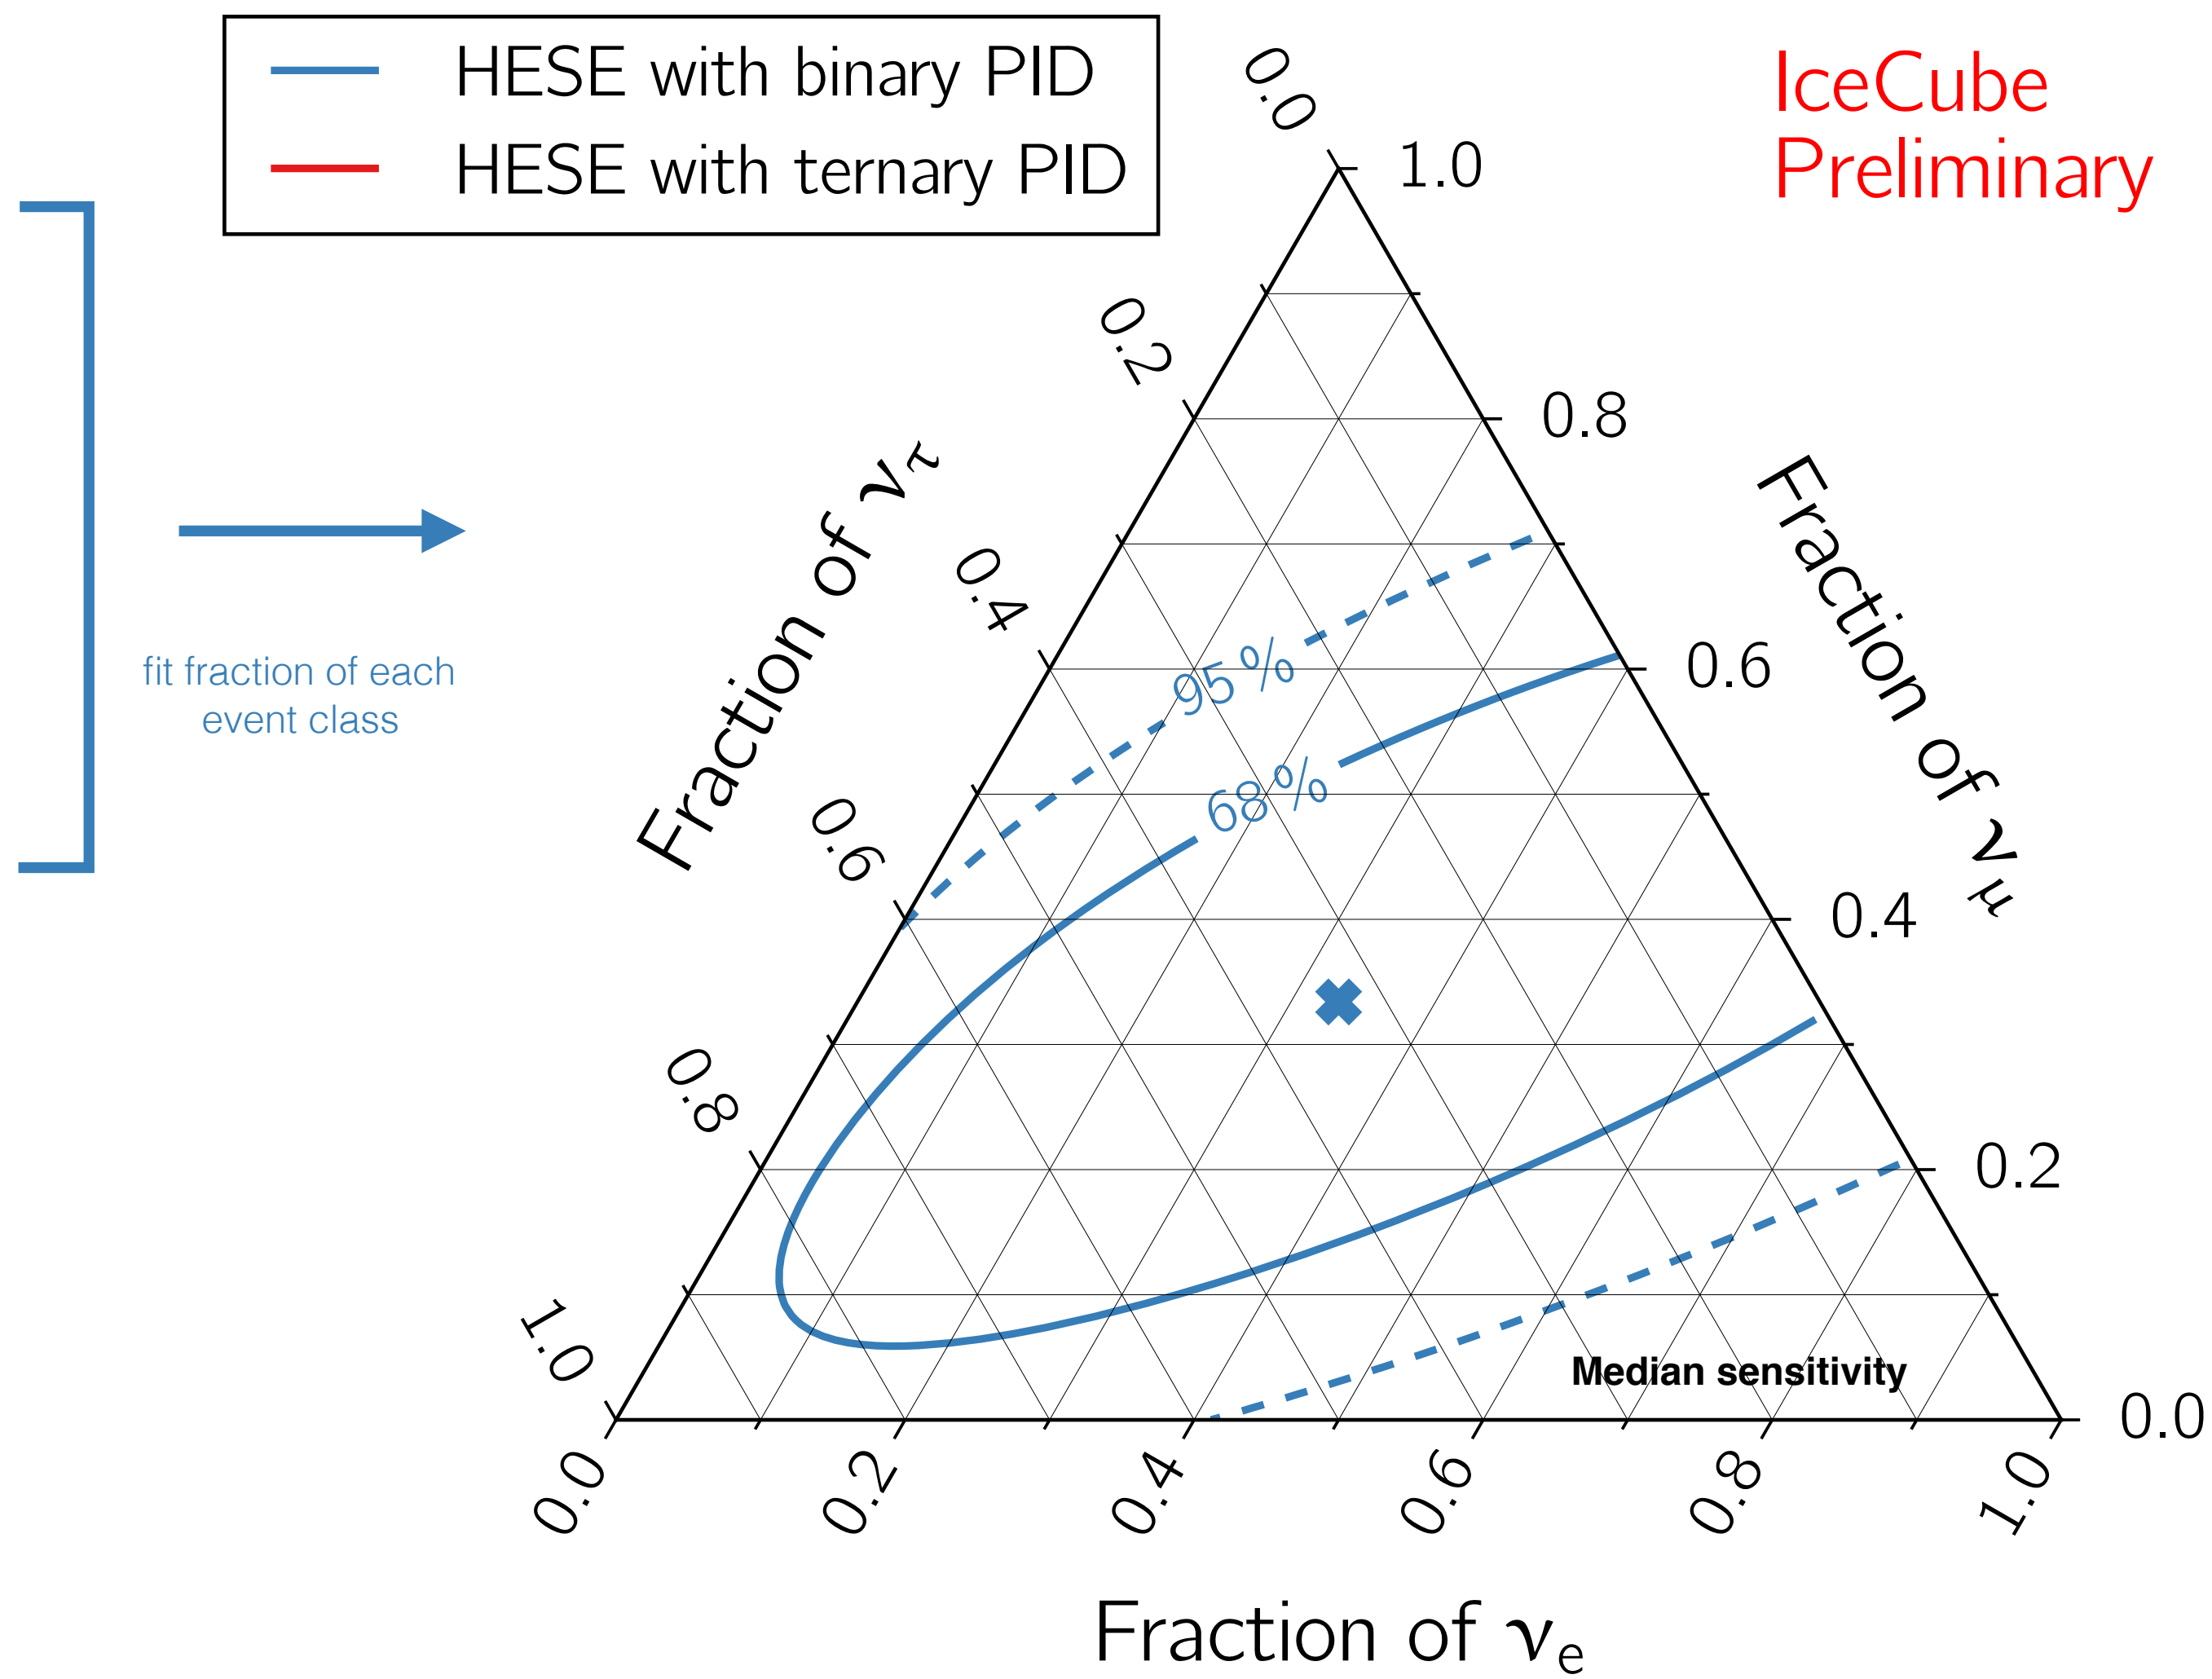 HESE with binary PID
HESE with ternary PID
IceCube
Preliminary
fit fraction of each
event class
Fraction of ντ
0.0
0.2
0.4
0.6
0.8
1.0
Fraction of νμ
1.0
0.8
0.6
0.4
0.2
0.0
95%
68%
Median sensitivity
0.0
0.2
0.4
0.6
0.8
1.0
Fraction of νe